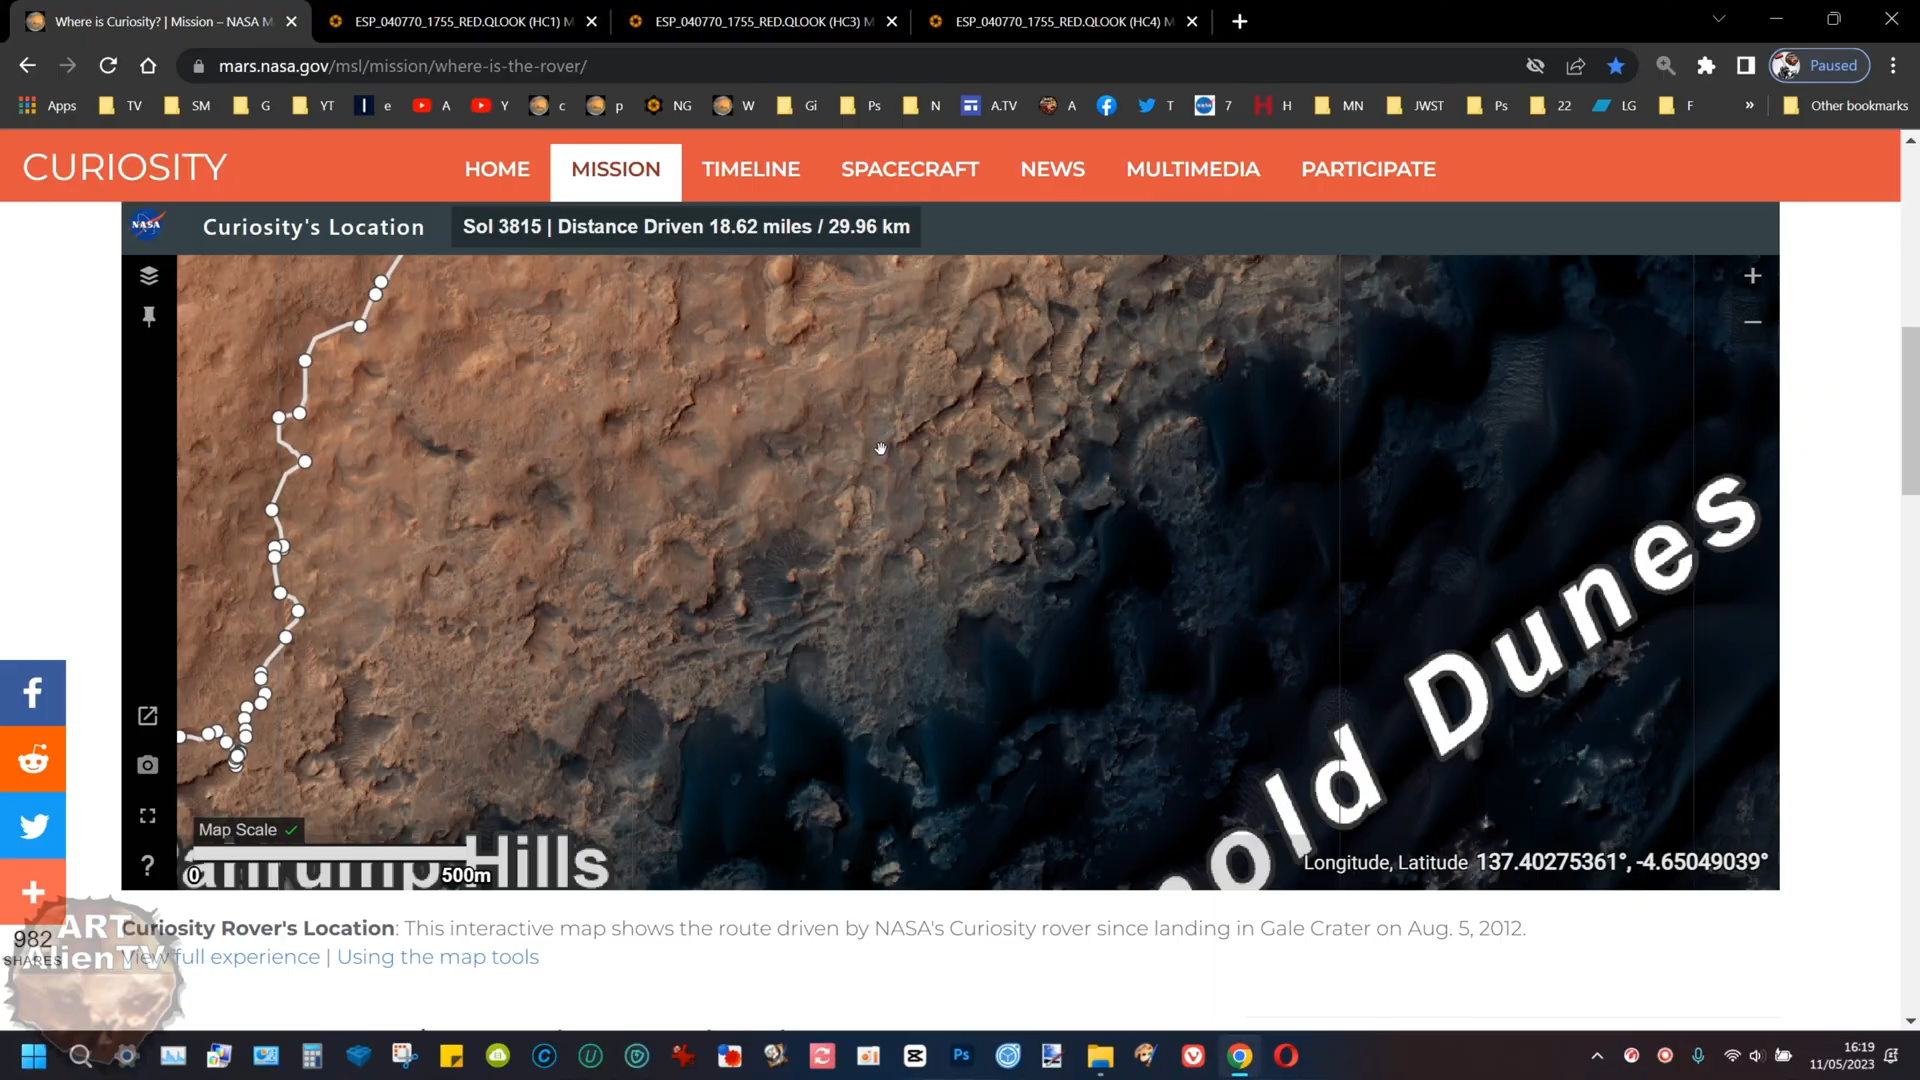 Where is Curiosity? | Mission – NASA M
ESP_040770_1755_RED.QLOOK (HC1) M
ESP_040770_1755_RED.QLOOK (HC3) M
ESP_040770_1755_RED.QLOOK (HC4) M
mars.nasa.gov/msl/mission/where-is-the-rover/
Paused
Apps TV SM G YT e A Y c p NG W Gi Ps N A.TV A T 7 H MN JWST Ps 22 LG F » Other bookmarks
CURIOSITY
HOME MISSION TIMELINE SPACECRAFT NEWS MULTIMEDIA PARTICIPATE
NASA
Curiosity's Location
Sol 3815 | Distance Driven 18.62 miles / 29.96 km
old Dunes
Map Scale
Hills
0 500m
Longitude, Latitude 137.40275361°, -4.65049039°
Curiosity Rover's Location: This interactive map shows the route driven by NASA's Curiosity rover since landing in Gale Crater on Aug. 5, 2012.
View full experience | Using the map tools
982
SHARES
ART
AlienTV
Ps
16:19
11/05/2023